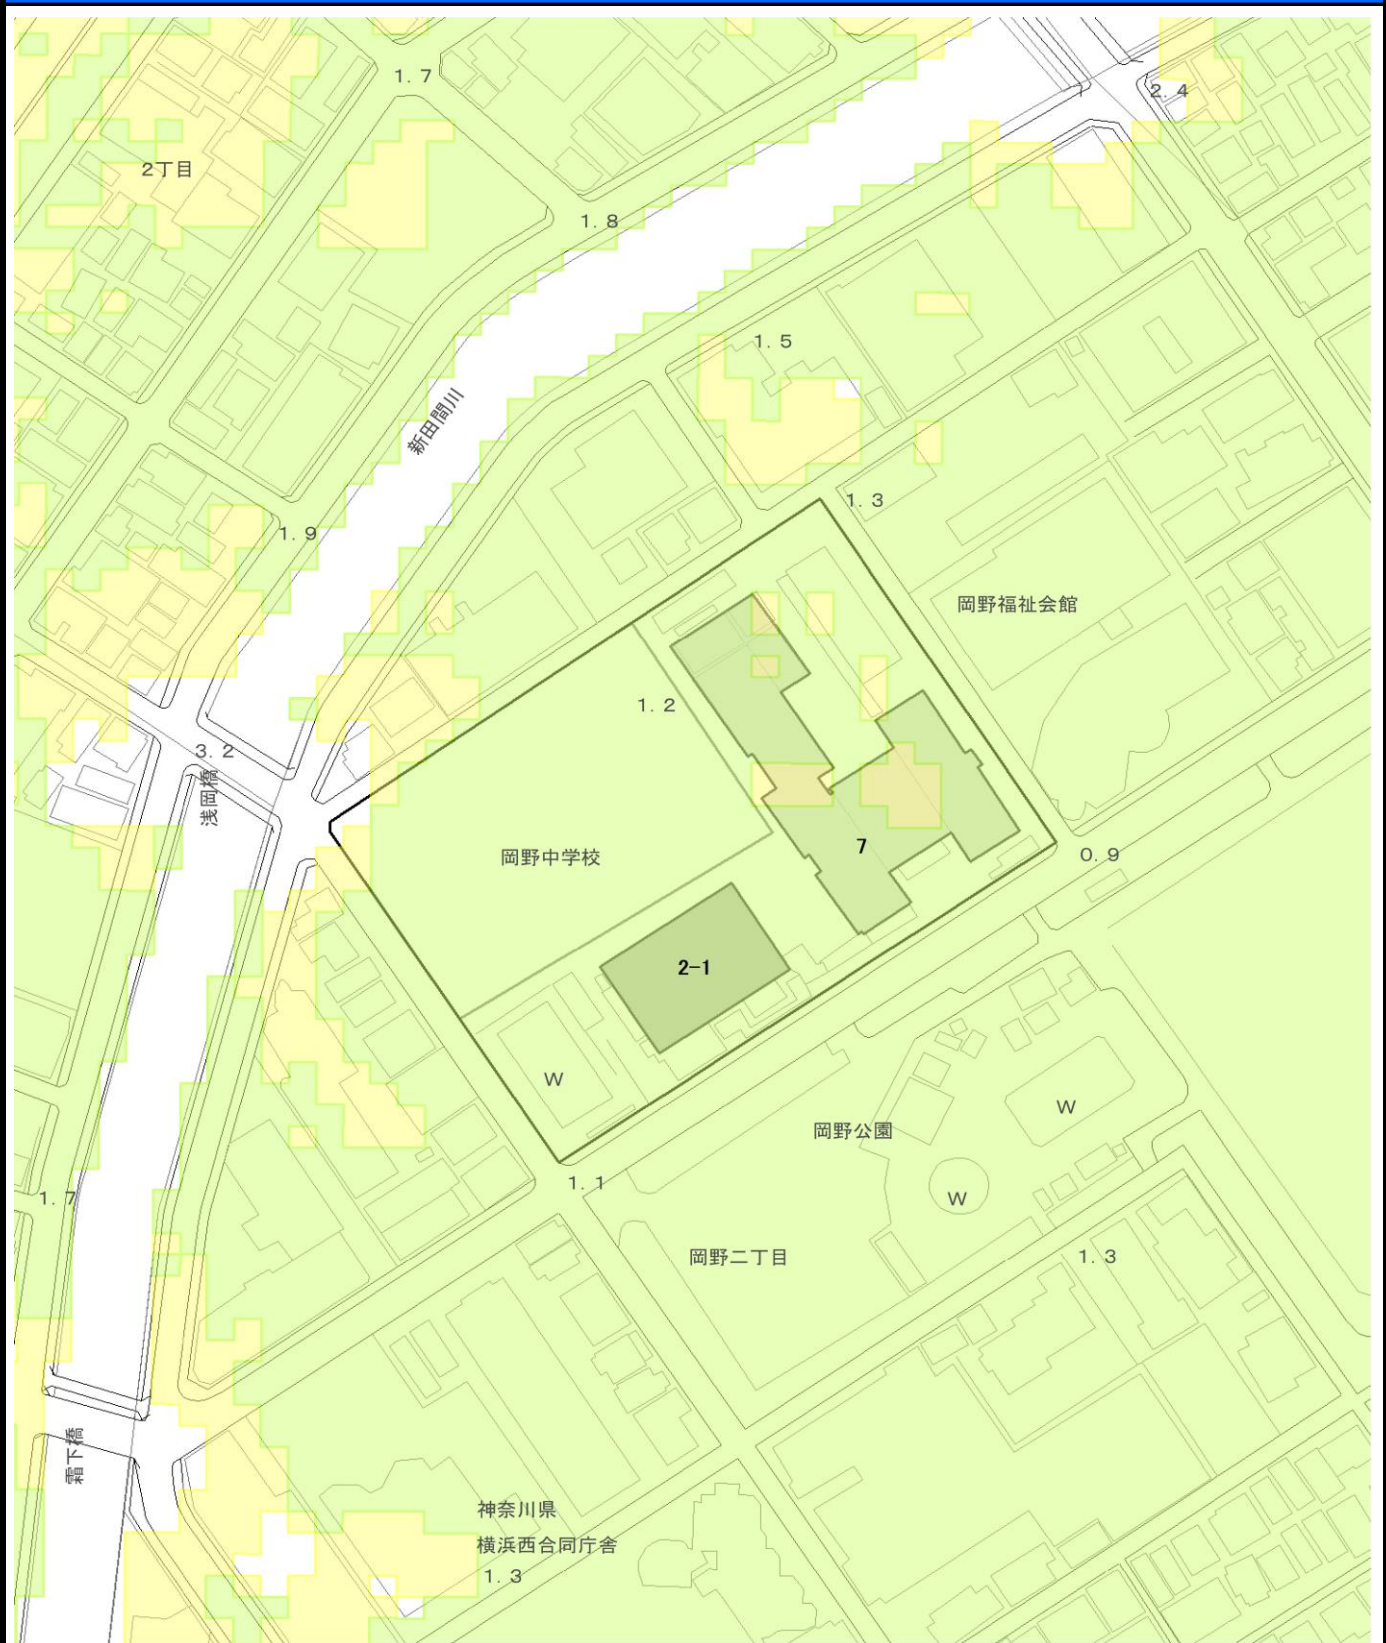 1. 7
2. 4
2丁目
1. 8
1. 5
新田間川
1. 3
1. 9
岡野福祉会館
1. 2
3. 2
浅岡橋
岡野中学校
7
0. 9
2-1
W
W
岡野公園
1. 1
W
1. 7
岡野二丁目
1. 3
霜下橋
神奈川県
横浜西合同庁舎
1. 3